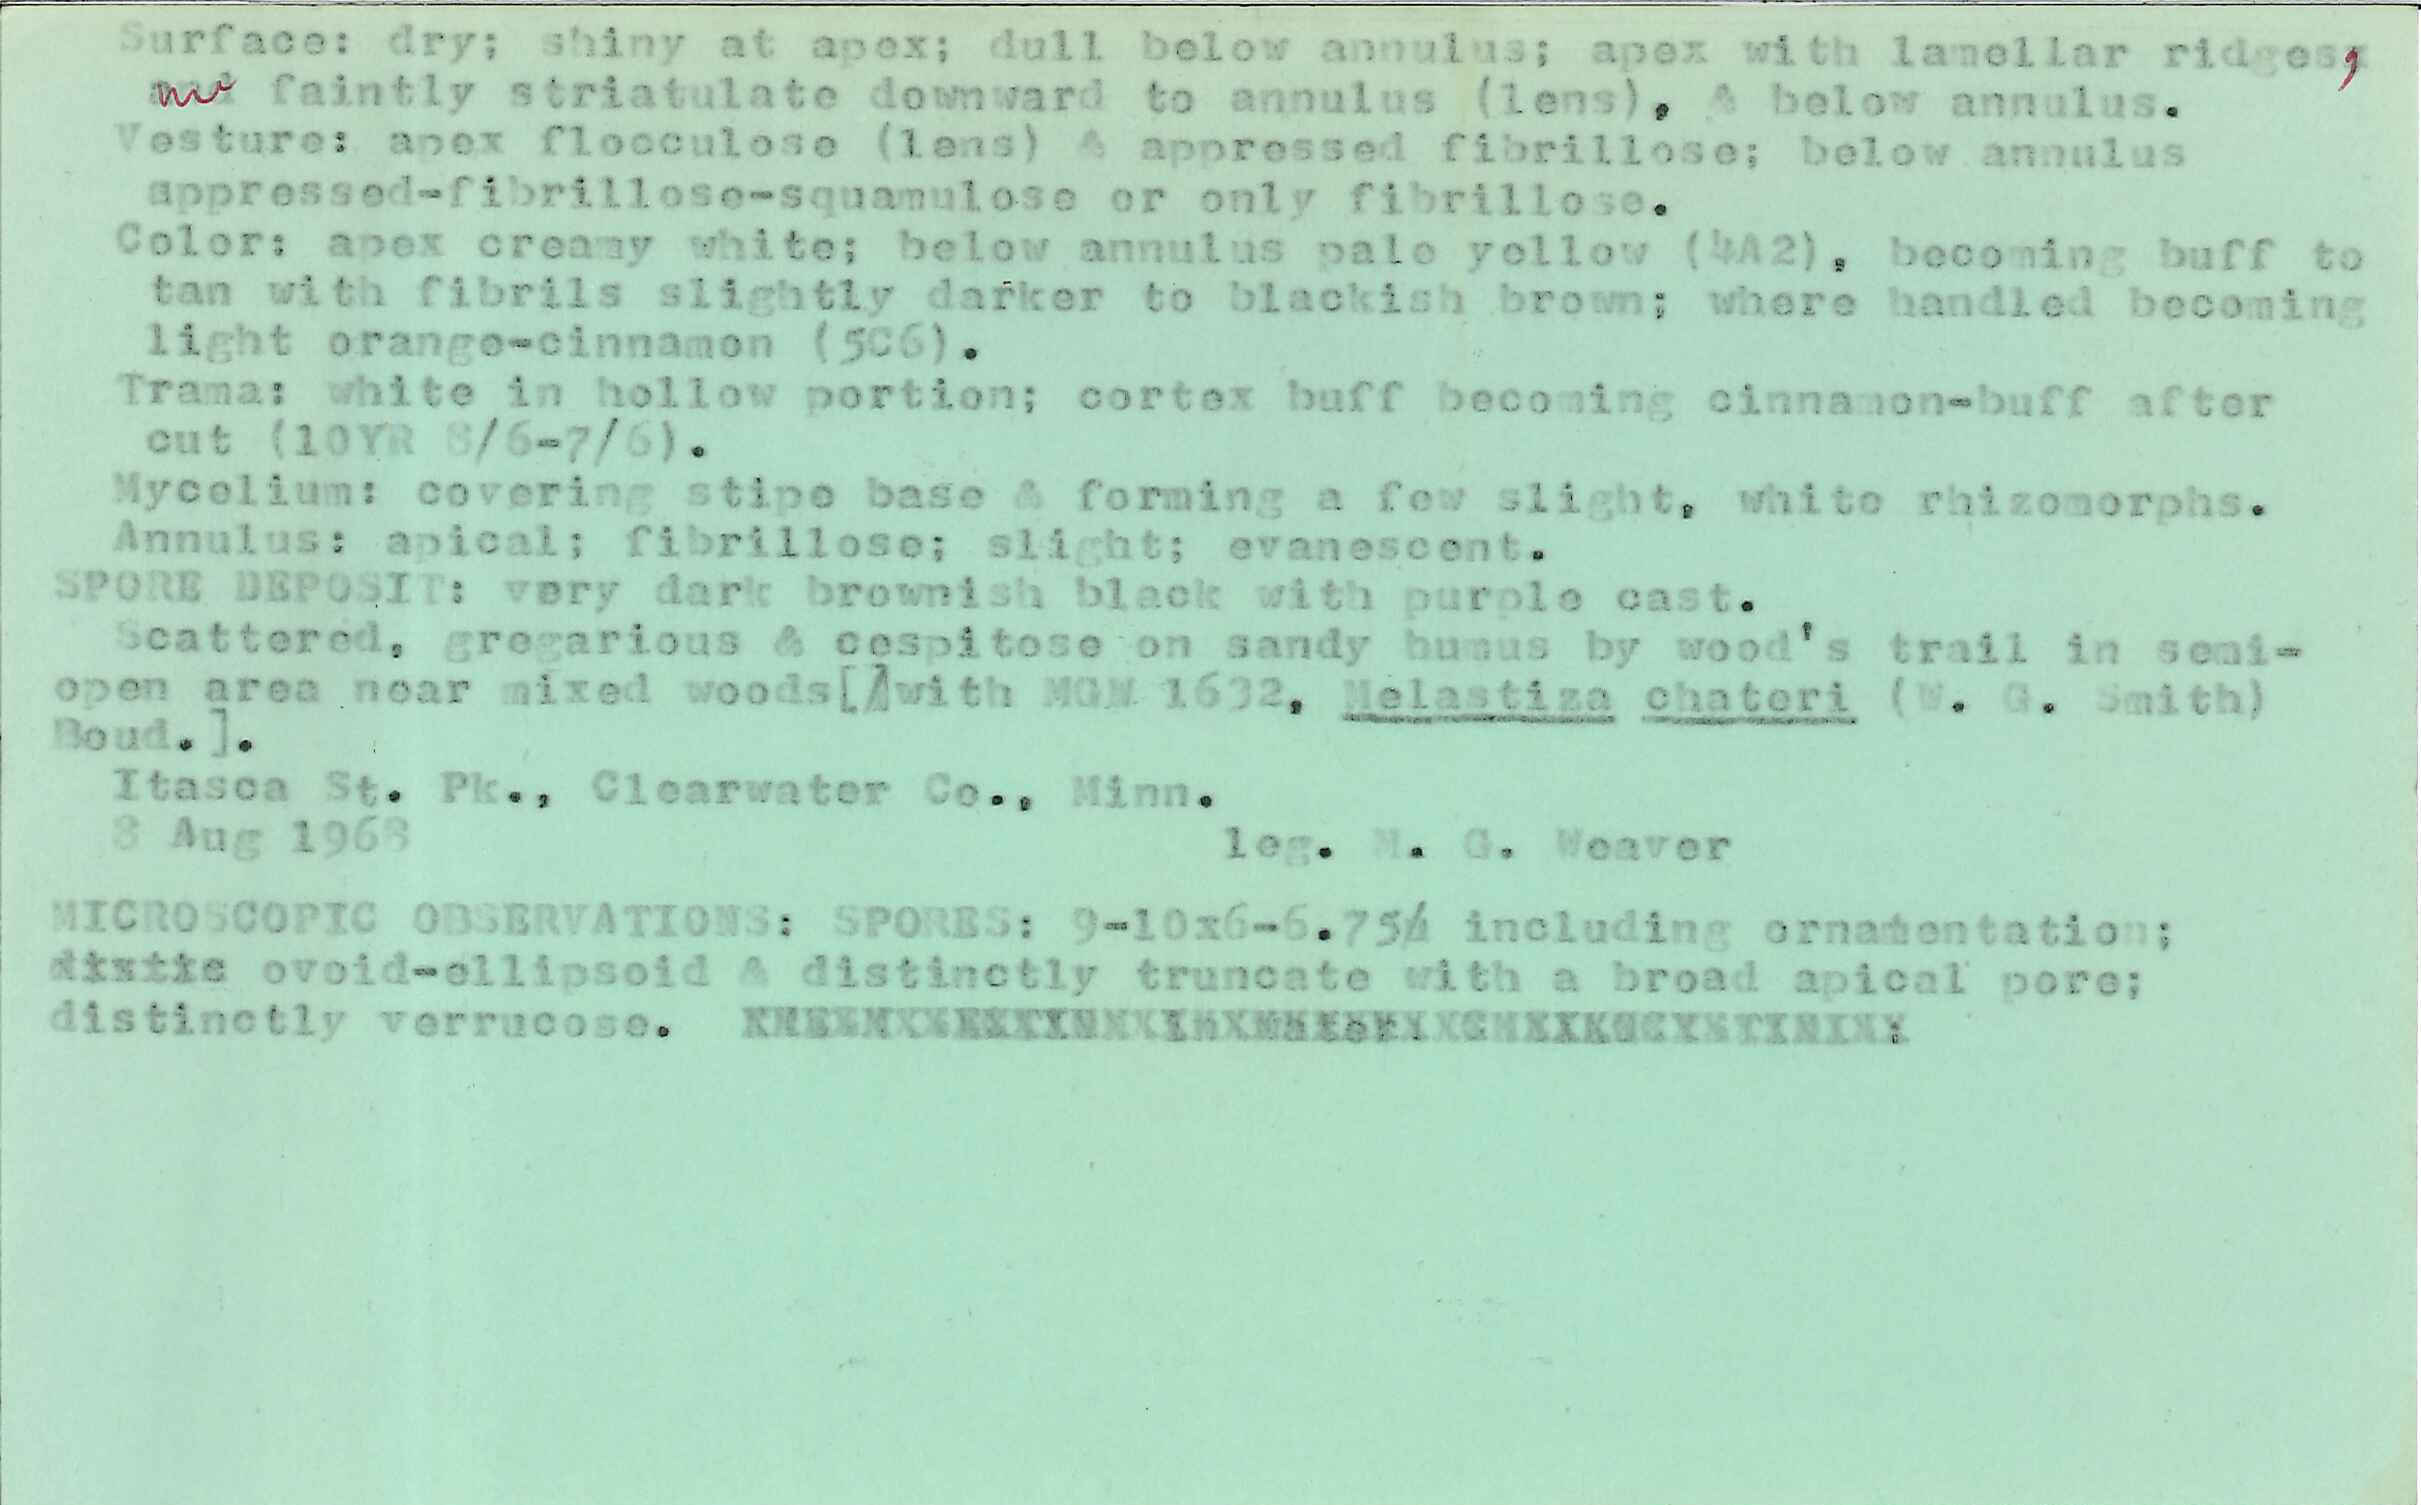 Surface: dry; shiny at apex; dull below annulus; apex with lamellar ridges,
and faintly striatulate downward to annulus (lens), & below annulus.
Vesture: apex flocculose (lens) & appressed fibrillose; below annulus
appressed-fibrillose-squamulose or only fibrillose.
Color: apex creamy white; below annulus pale yellow (4A2), becoming buff to
tan with fibrils slightly darker to blackish brown; where handled becoming
light orange-cinnamon (5C6).
Trama: white in hollow portion; cortex buff becoming cinnamon-buff after
cut (10YR 8/6-7/6).
Mycelium: covering stipe base & forming a few slight, white rhizomorphs.
Annulus: apical; fibrillose; slight; evanescent.
SPORE DEPOSIT: very dark brownish black with purple cast.
Scattered, gregarious & cespitose on sandy humus by wood's trail in semi-
open area near mixed woods[with MGW 1632, Melastiza chateri (W. G. Smith)
Boud.].
Itasca St. Pk., Clearwater Co., Minn.
8 Aug 1968 leg. M. G. Weaver
MICROSCOPIC OBSERVATIONS: SPORES: 9-10x6-6.75µ including ornamentation;
ovoid-ellipsoid & distinctly truncate with a broad apical pore;
distinctly verrucose.